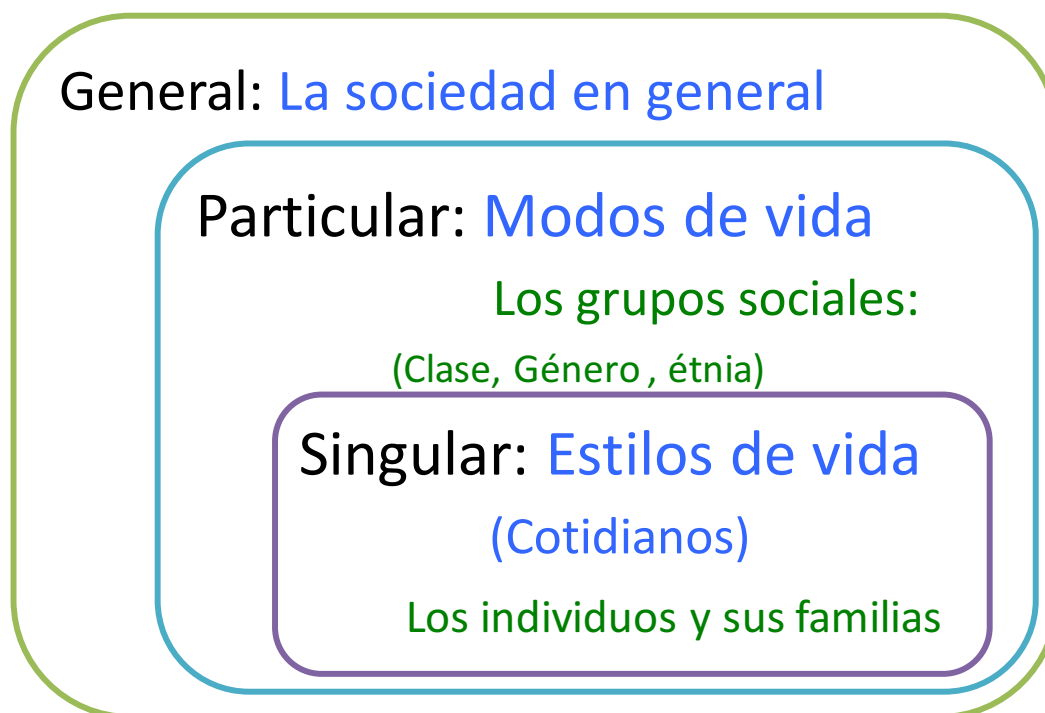 General: La sociedad en general
Particular: Modos de vida
Los grupos sociales:
(Clase, Género , étnia)
Singular: Estilos de vida
(Cotidianos)
Los individuos y sus familias